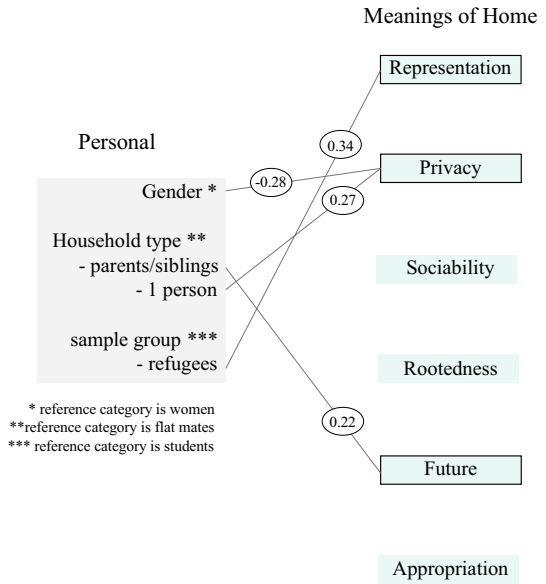 Meanings of Home
Representation
Personal
0.34
Privacy
Gender *
-0.28
0.27
Household type **
- parents/siblings
- 1 person
Sociability
sample group ***
- refugees
Rootedness
* reference category is women
**reference category is flat mates
*** reference category is students
0.22
Future
Appropriation